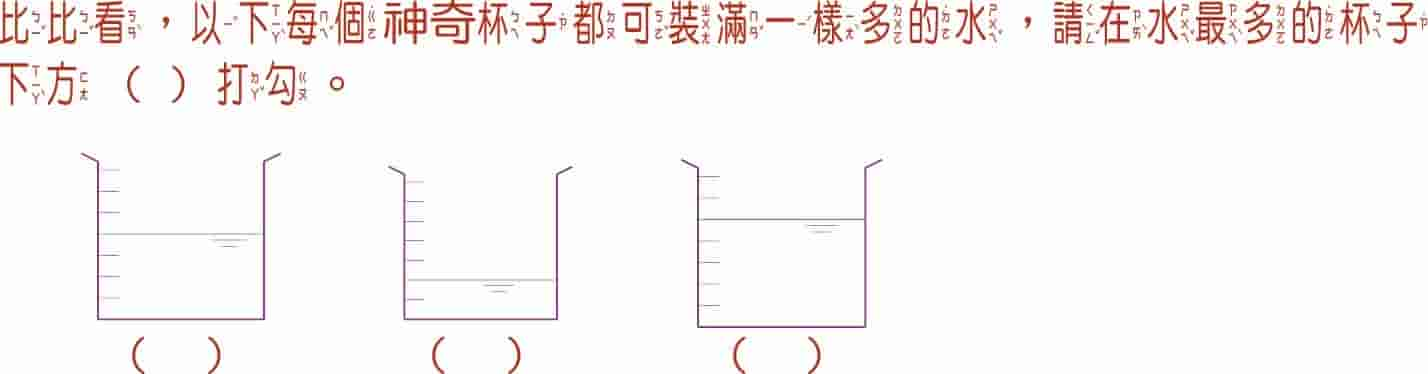 比比看，以下每個神奇杯子都可裝滿一樣多的水，請在水最多的杯子
下方（ ）打勾。
（ ） （ ） （ ）